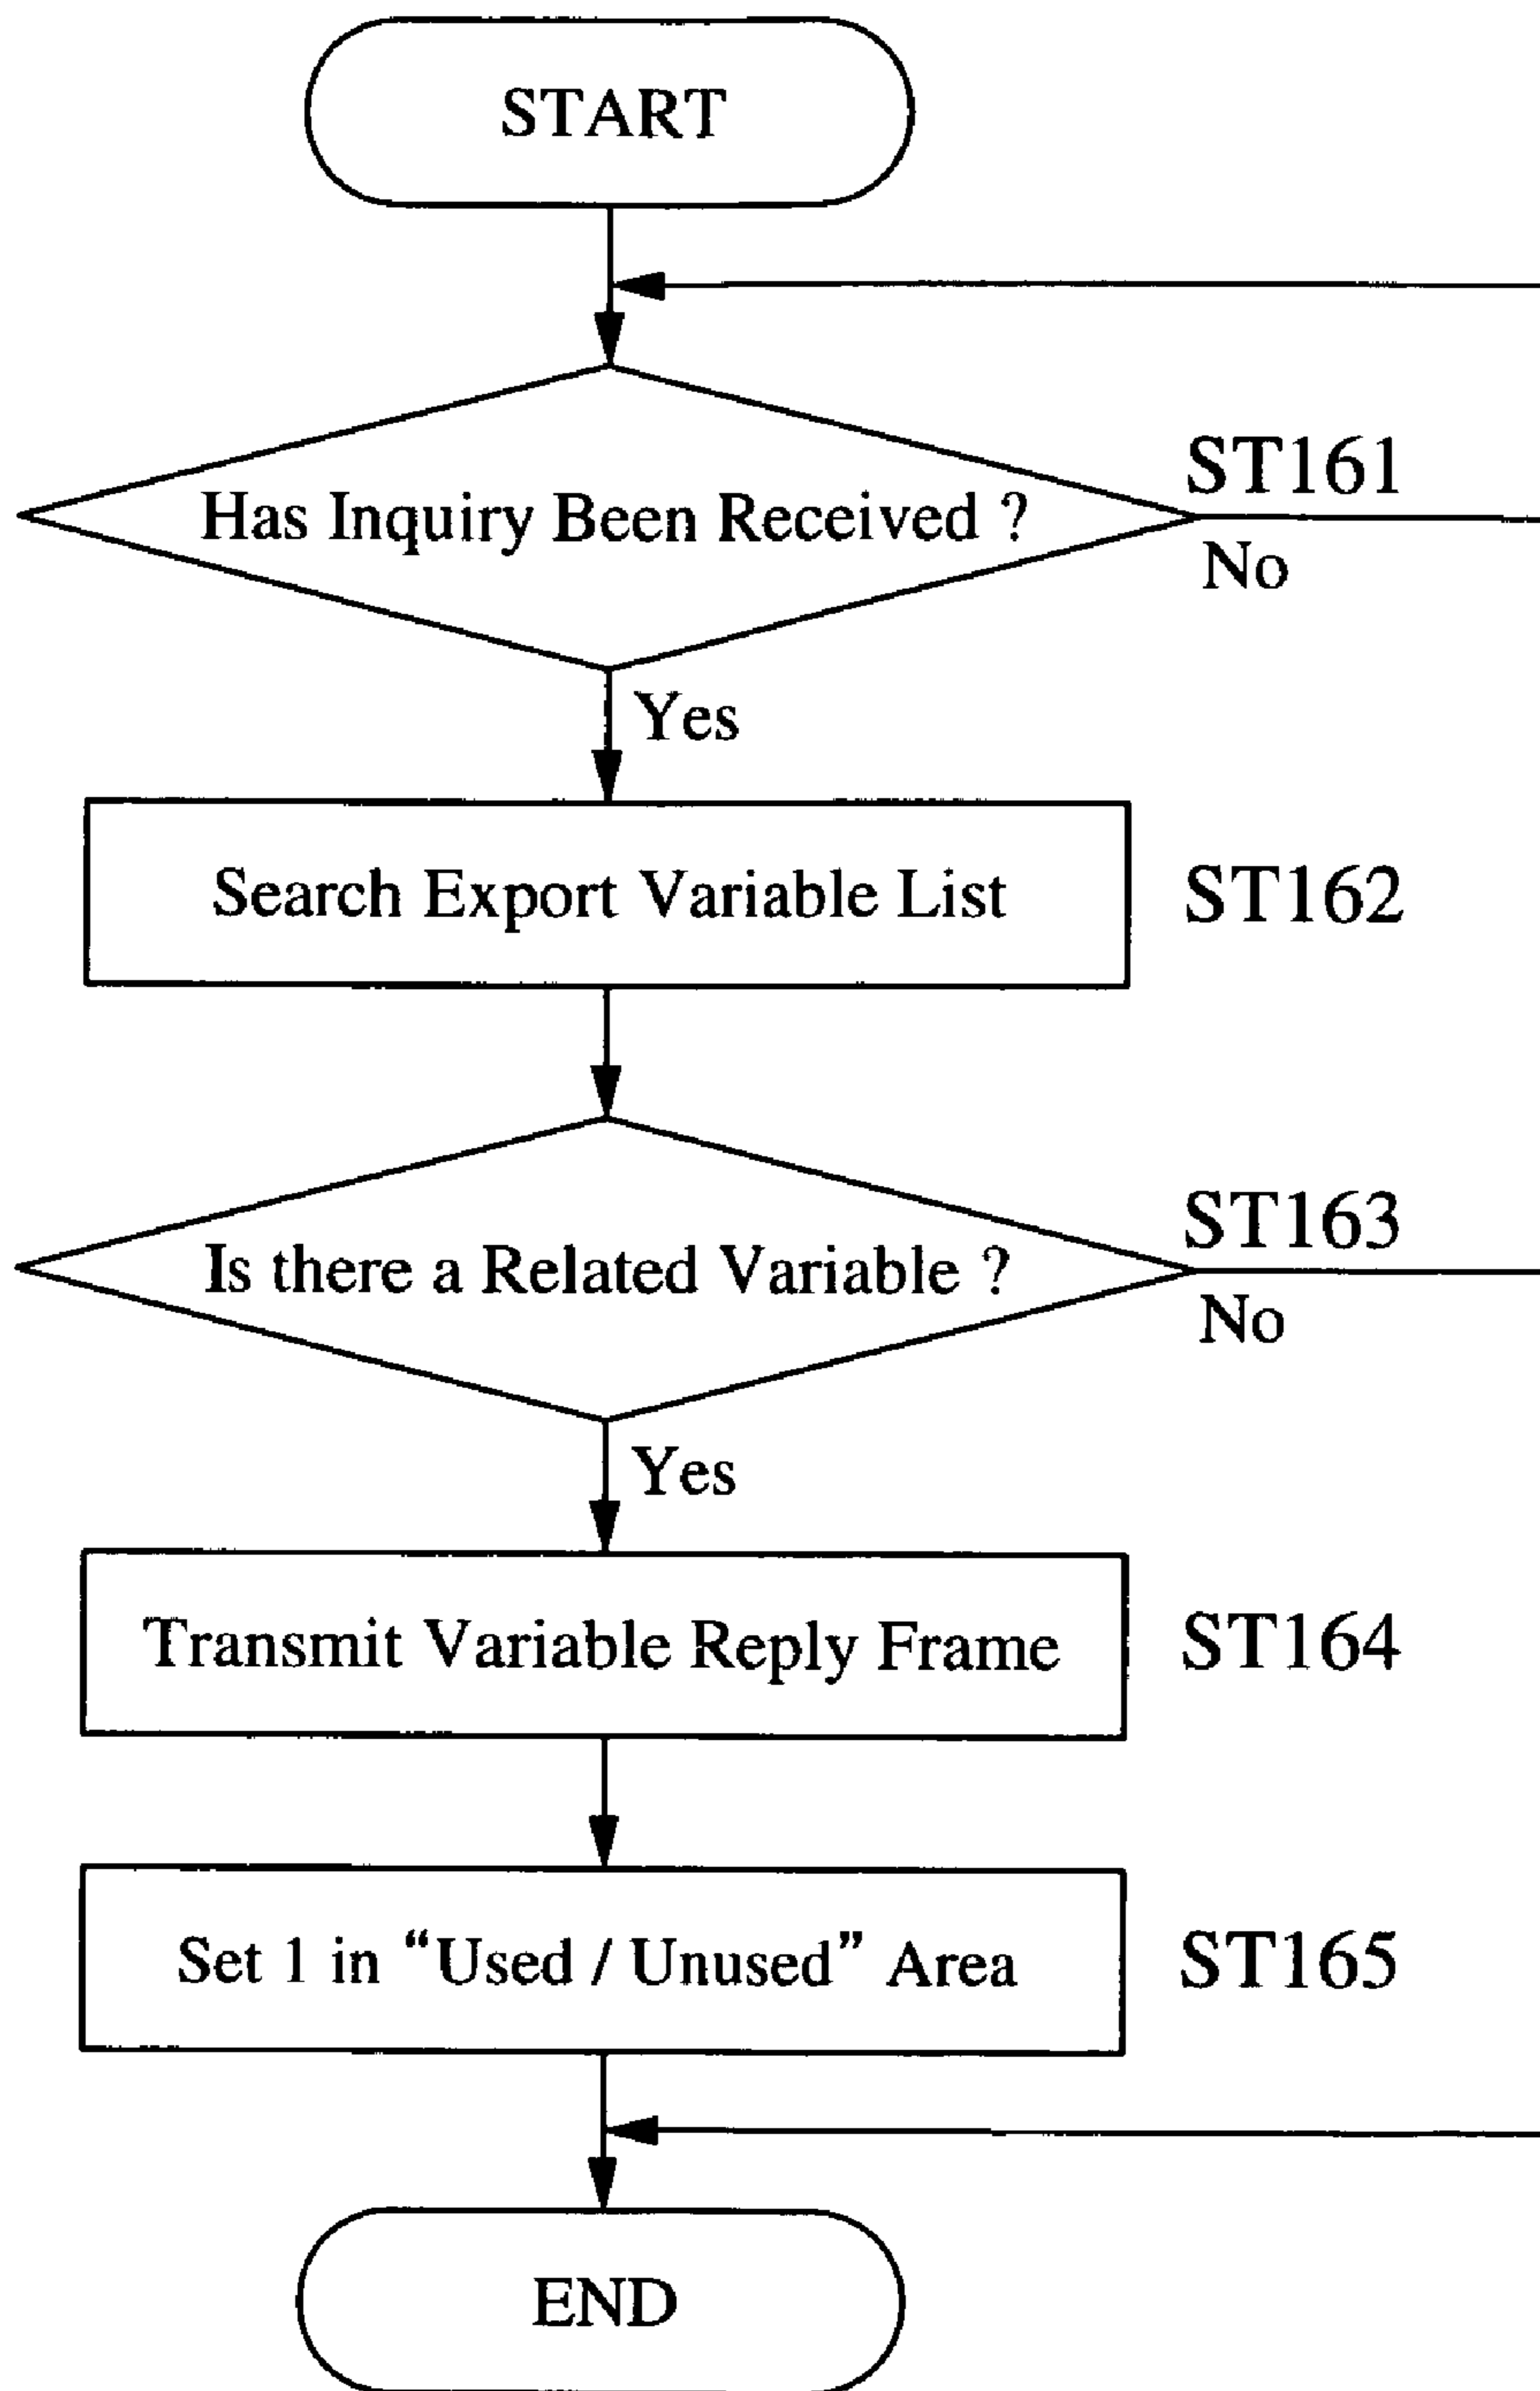 START
Has Inquiry Been Received ?
ST161
No
Yes
Search Export Variable List
ST162
Is there a Related Variable ?
ST163
No
Yes
Transmit Variable Reply Frame
ST164
Set 1 in “Used / Unused” Area
ST165
END